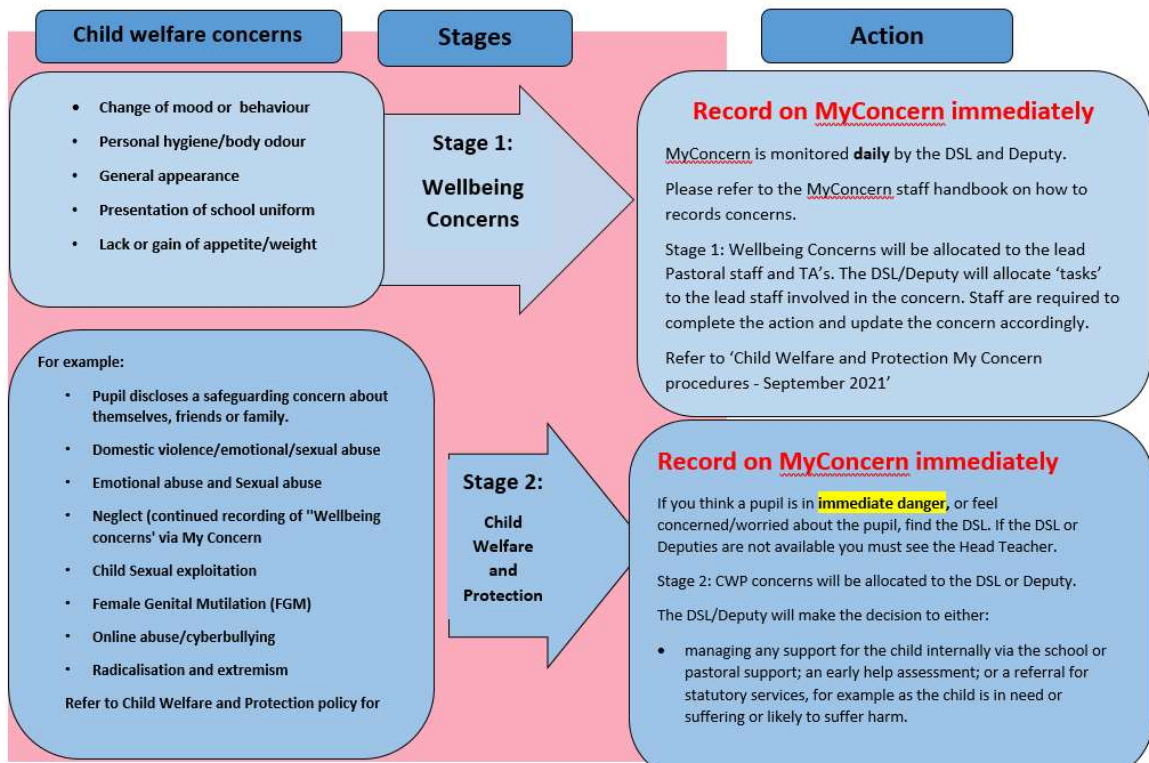 Child welfare concerns
Stages
Action
• Change of mood or behaviour
• Personal hygiene/body odour
• General appearance
• Presentation of school uniform
• Lack or gain of appetite/weight
Stage 1:
Wellbeing
Concerns
Record on MyConcern immediately
MyConcern is monitored daily by the DSL and Deputy.
Please refer to the MyConcern staff handbook on how to
records concerns.
Stage 1: Wellbeing Concerns will be allocated to the lead
Pastoral staff and TA's. The DSL/Deputy will allocate 'tasks'
to the lead staff involved in the concern. Staff are required to
complete the action and update the concern accordingly.
Refer to 'Child Welfare and Protection My Concern
procedures - September 2021'
For example:
• Pupil discloses a safeguarding concern about
themselves, friends or family.
• Domestic violence/emotional/sexual abuse
• Emotional abuse and Sexual abuse
• Neglect (continued recording of "Wellbeing
concerns' via My Concern
• Child Sexual exploitation
• Female Genital Mutilation (FGM)
• Online abuse/cyberbullying
• Radicalisation and extremism
Refer to Child Welfare and Protection policy for
Stage 2:
Child
Welfare
and
Protection
Record on MyConcern immediately
If you think a pupil is in immediate danger, or feel
concerned/worried about the pupil, find the DSL. If the DSL or
Deputies are not available you must see the Head Teacher.
Stage 2: CWP concerns will be allocated to the DSL or Deputy.
The DSL/Deputy will make the decision to either:
• managing any support for the child internally via the school or
pastoral support; an early help assessment; or a referral for
statutory services, for example as the child is in need or
suffering or likely to suffer harm.